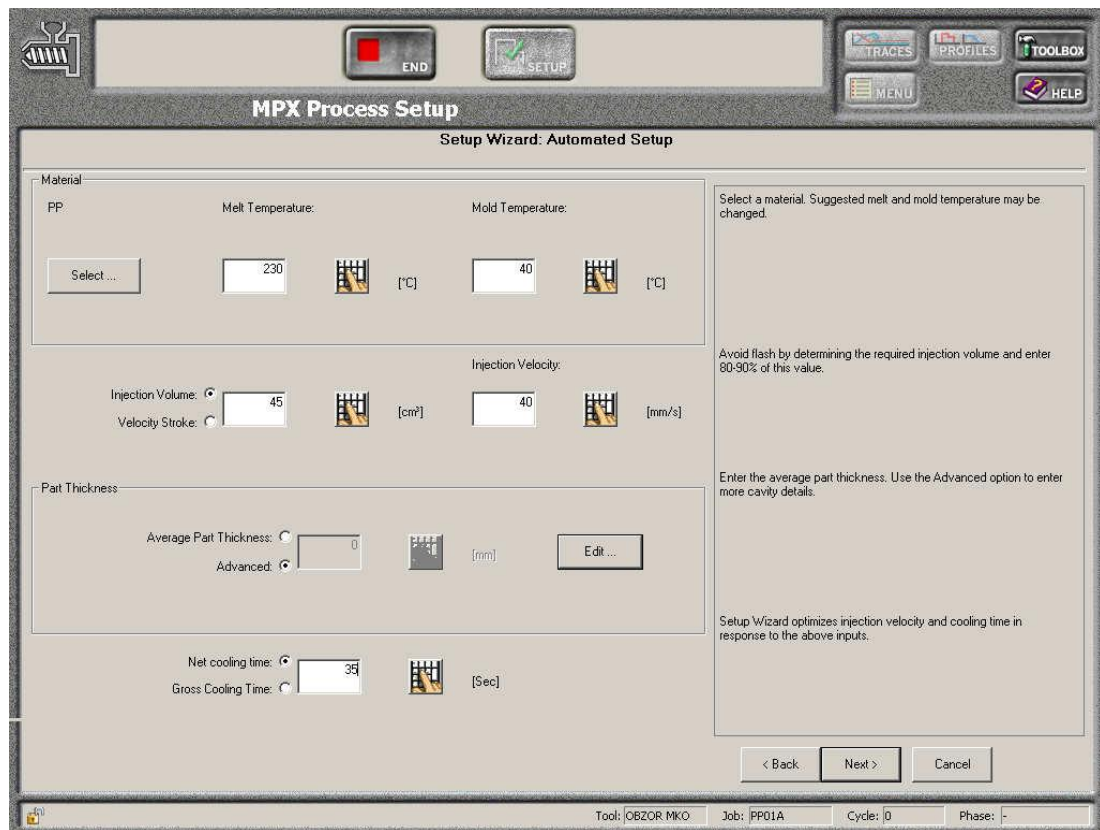 END
SETUP
TRACES
PROFILES
TOOLBOX
MENU
HELP
MPX Process Setup
Setup Wizard: Automated Setup
Material
PP
Melt Temperature:
Mold Temperature:
Select ...
230
[°C]
40
[°C]
Select a material. Suggested melt and mold temperature may be
changed.
Injection Velocity:
Injection Volume:
Velocity Stroke:
45
[cm³]
40
[mm/s]
Avoid flash by determining the required injection volume and enter
80-90% of this value.
Part Thickness
Average Part Thickness:
Advanced:
0
[mm]
Edit ...
Enter the average part thickness. Use the Advanced option to enter
more cavity details.
Net cooling time:
Gross Cooling Time:
35
[Sec]
Setup Wizard optimizes injection velocity and cooling time in
response to the above inputs.
< Back
Next >
Cancel
Tool: OBZOR MKO Job: PP01A Cycle: 0 Phase: -